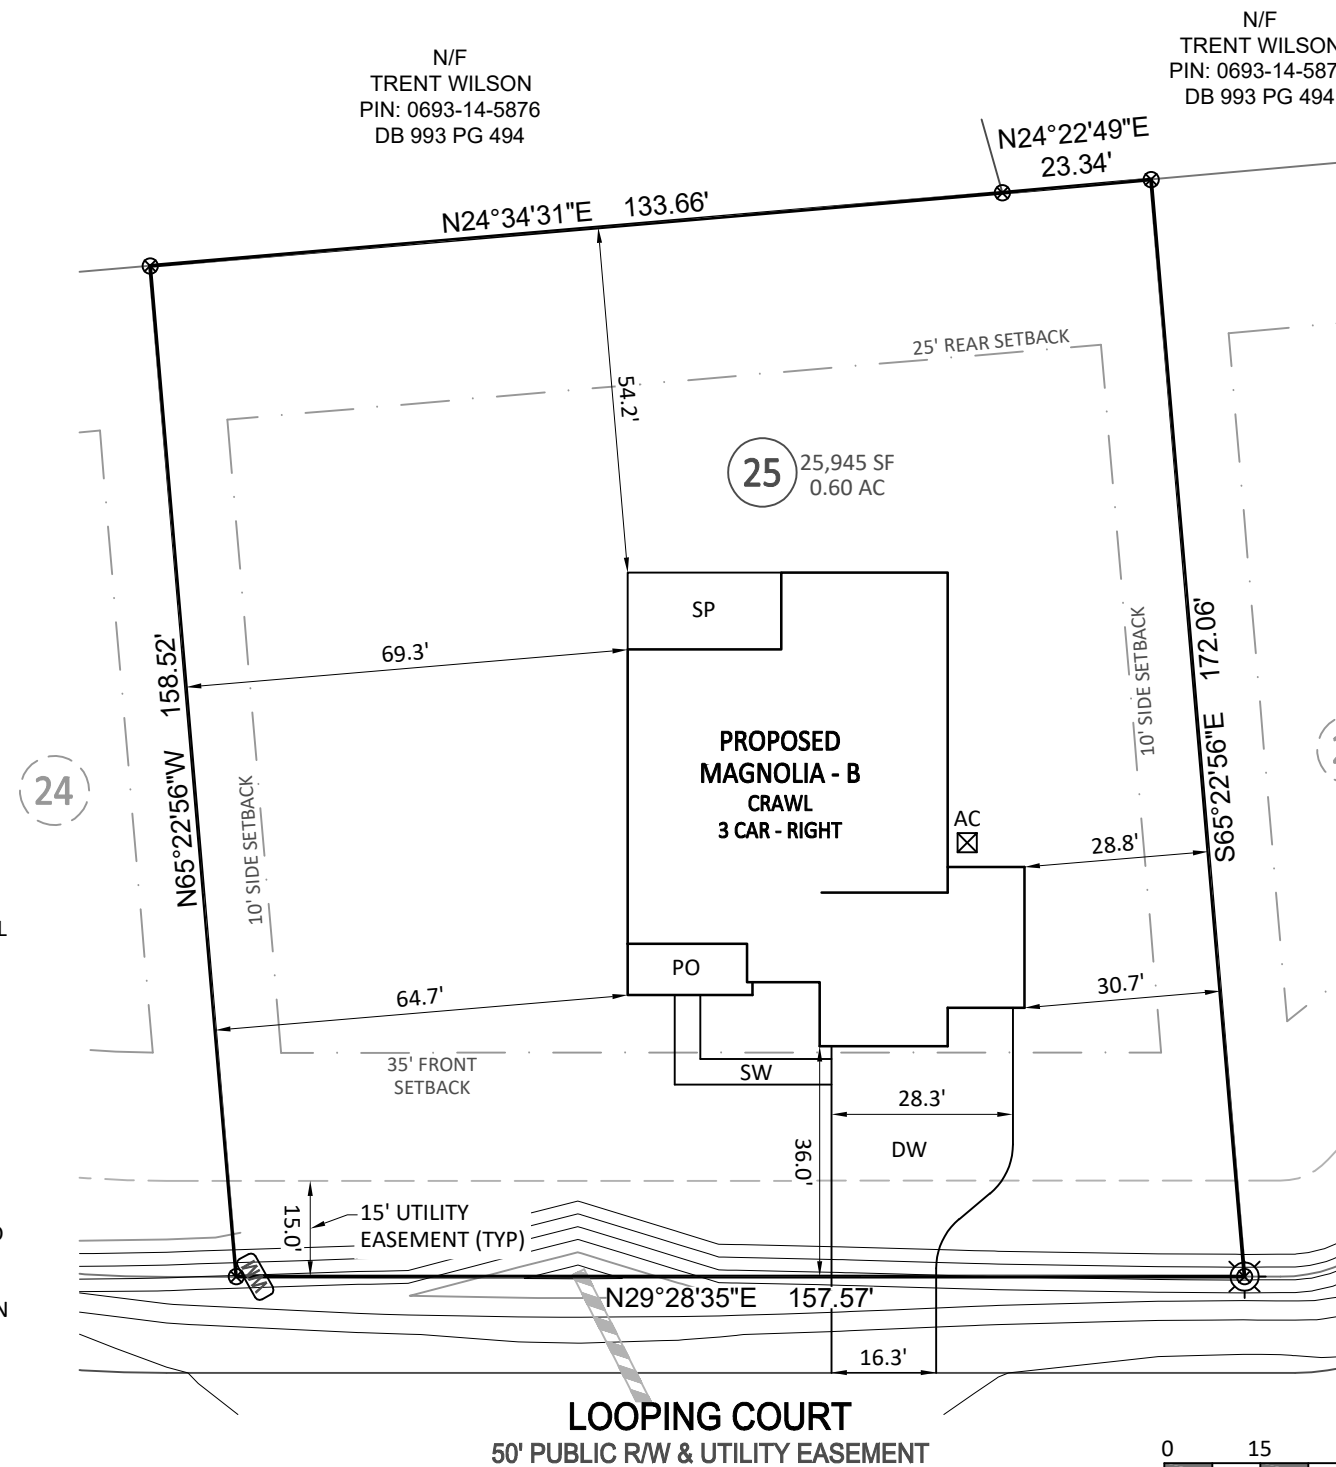 N/F
TRENT WILSON
PIN: 0693-14-5876
DB 993 PG 494
N/F
TRENT WILSON
PIN: 0693-14-587
DB 993 PG 494
N24°22'49"E
23.34'
N24°34'31"E 133.66'
25' REAR SETBACK
54.2'
25
25,945 SF
0.60 AC
SP
69.3'
N65°22'56"W 158.52'
S65°22'56"E 172.06'
10' SIDE SETBACK
PROPOSED
MAGNOLIA - B
CRAWL
3 CAR - RIGHT
24
AC
28.8'
10' SIDE SETBACK
L
PO
64.7'
30.7'
35' FRONT
SETBACK
SW
28.3'
DW
36.0'
15.0'
15' UTILITY
EASEMENT (TYP)
N
N29°28'35"E 157.57'
16.3'
LOOPING COURT
50' PUBLIC R/W & UTILITY EASEMENT
0 15